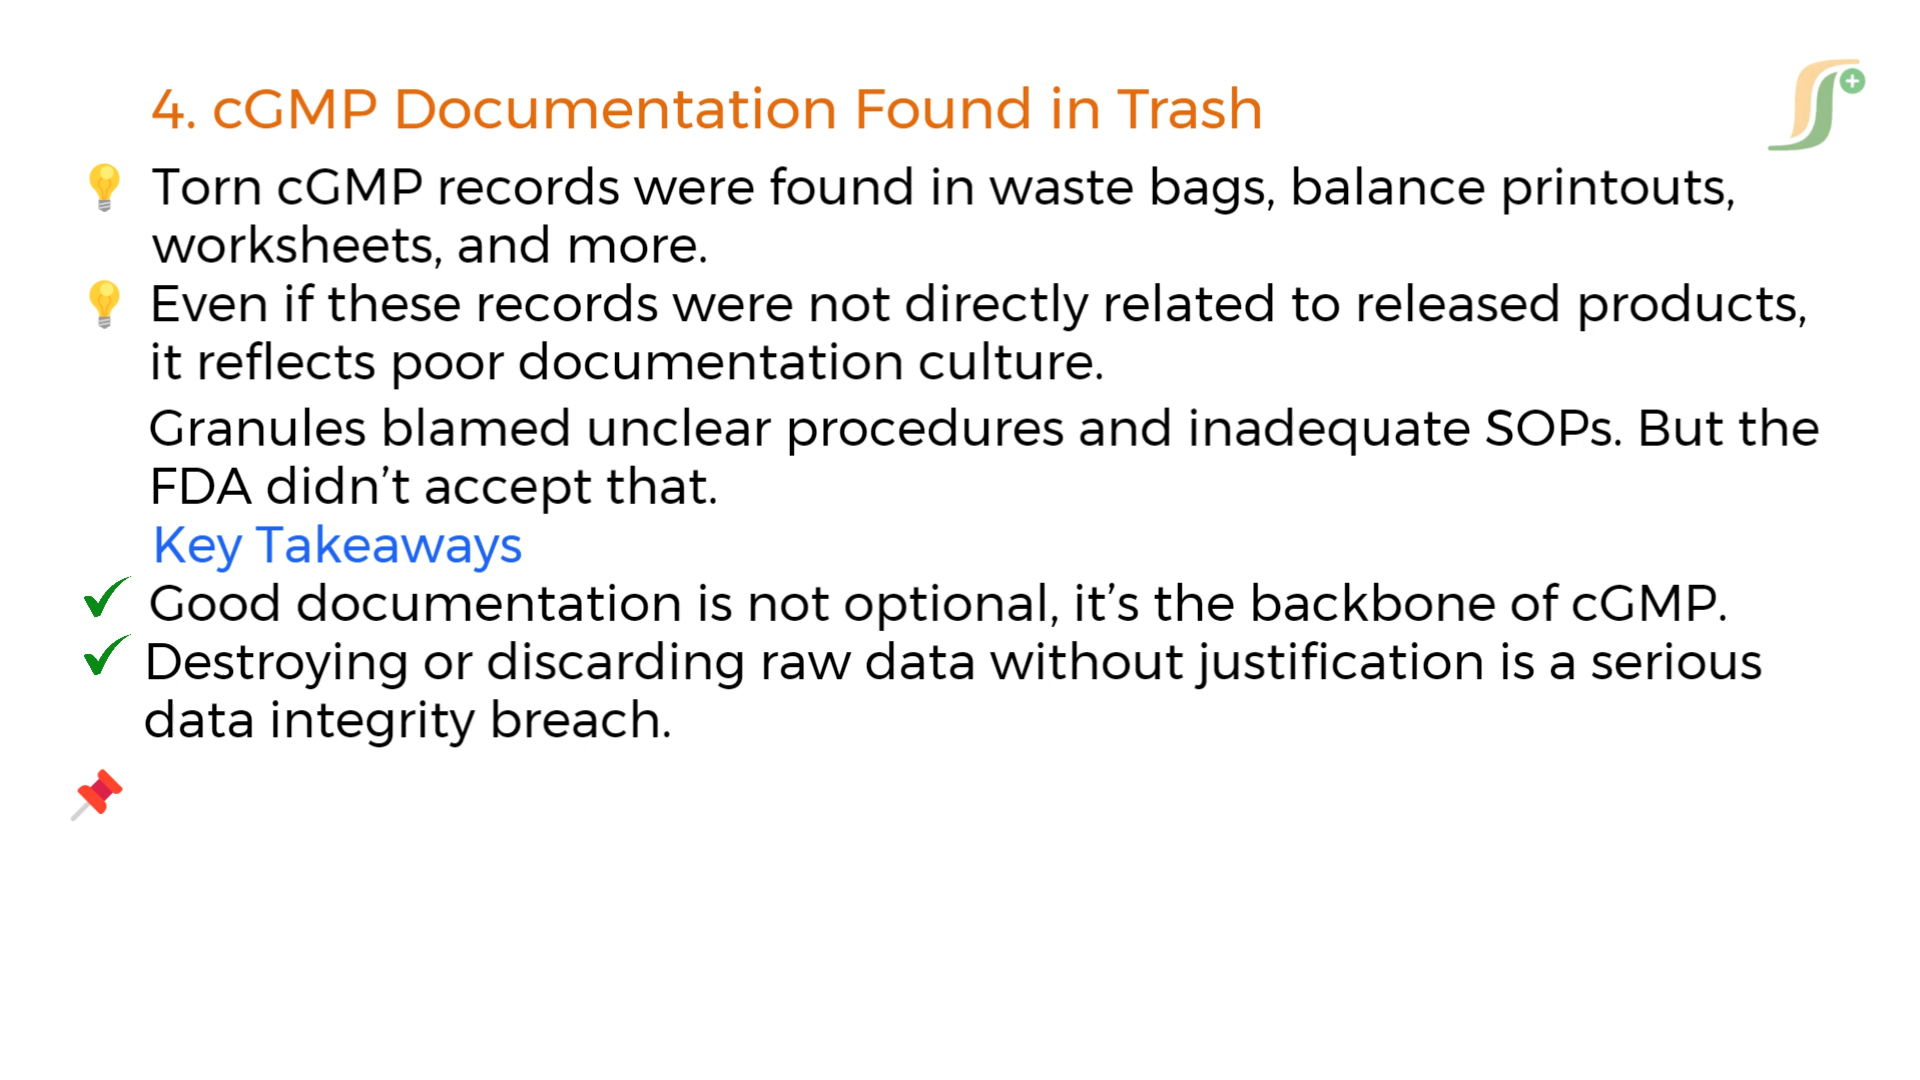 4. cGMP Documentation Found in Trash
Torn cGMP records were found in waste bags, balance printouts,
worksheets, and more.
Even if these records were not directly related to released products,
it reflects poor documentation culture.
Granules blamed unclear procedures and inadequate SOPs. But the
FDA didn’t accept that.
Key Takeaways
Good documentation is not optional, it’s the backbone of cGMP.
Destroying or discarding raw data without justification is a serious
data integrity breach.